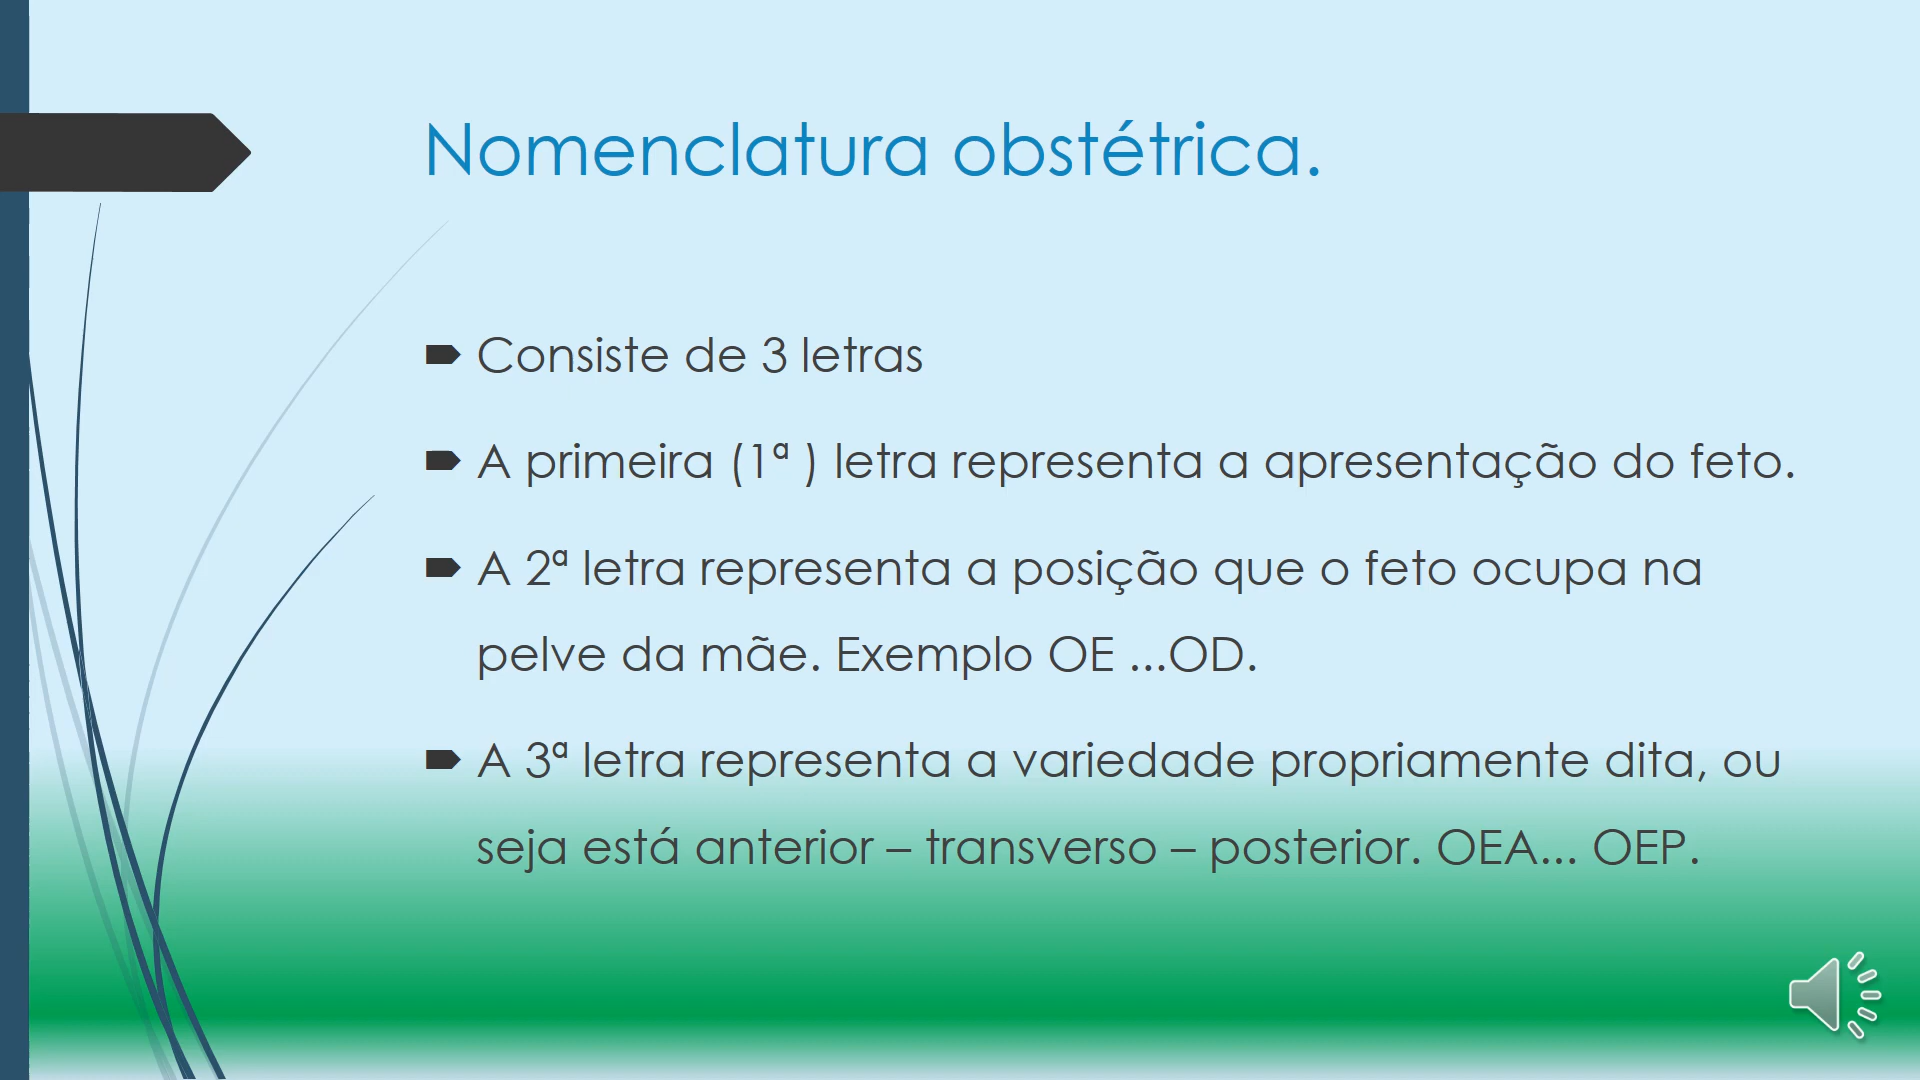 Nomenclatura obstétrica.
Consiste de 3 letras
A primeira (1ª ) letra representa a apresentação do feto.
A 2ª letra representa a posição que o feto ocupa na
pelve da mãe. Exemplo OE ...OD.
A 3ª letra representa a variedade propriamente dita, ou
seja está anterior – transverso – posterior. OEA... OEP.